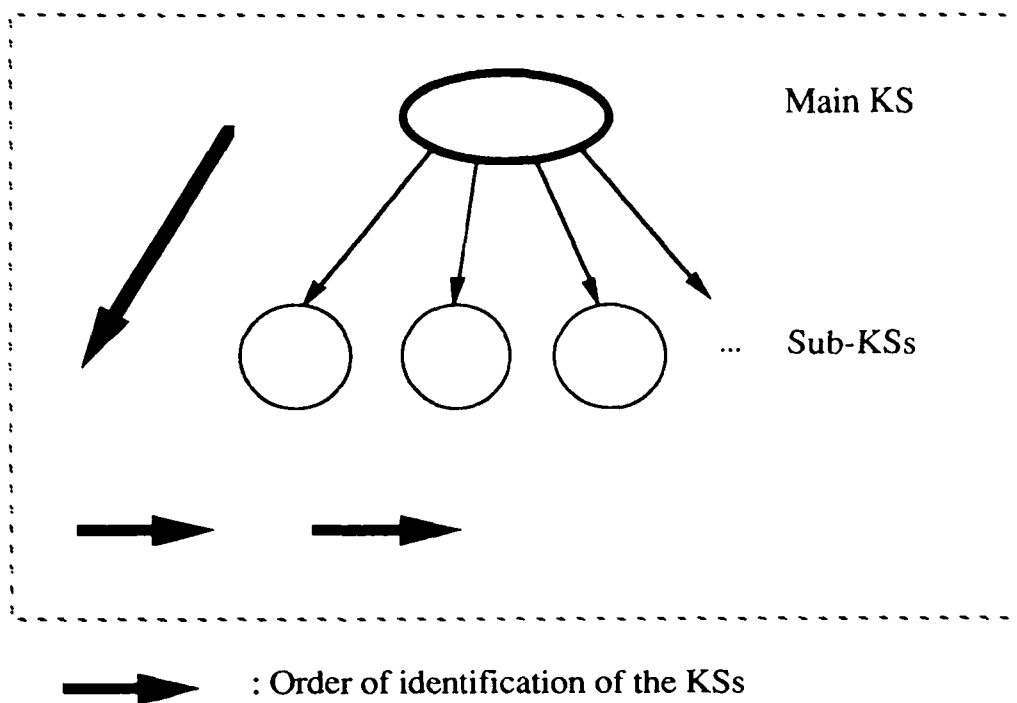 Main KS
... Sub-KSs
: Order of identification of the KSs